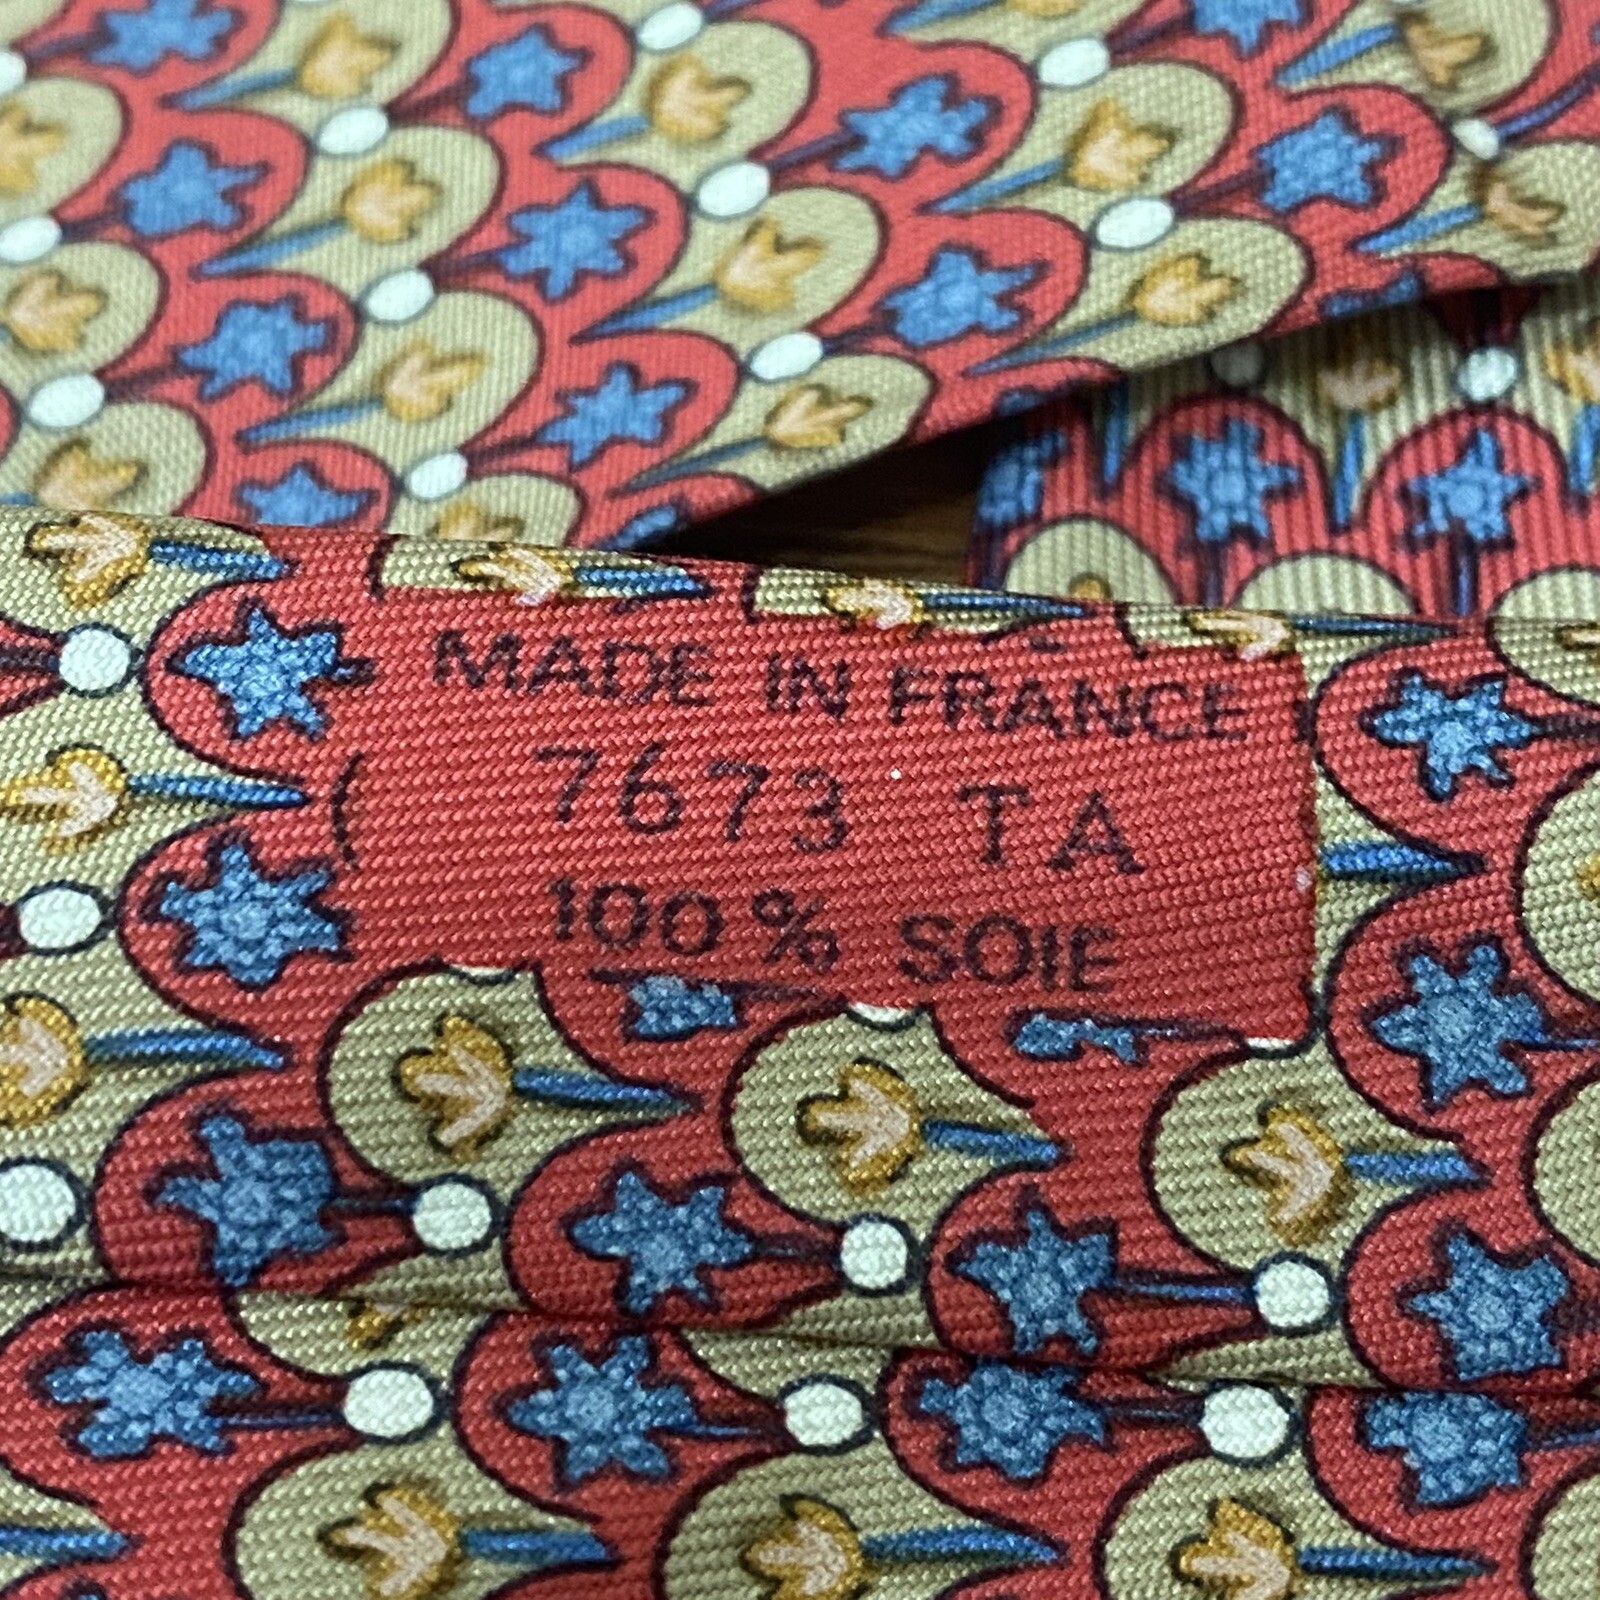 MADE IN FRANCE
7673 TA
100% SOIE